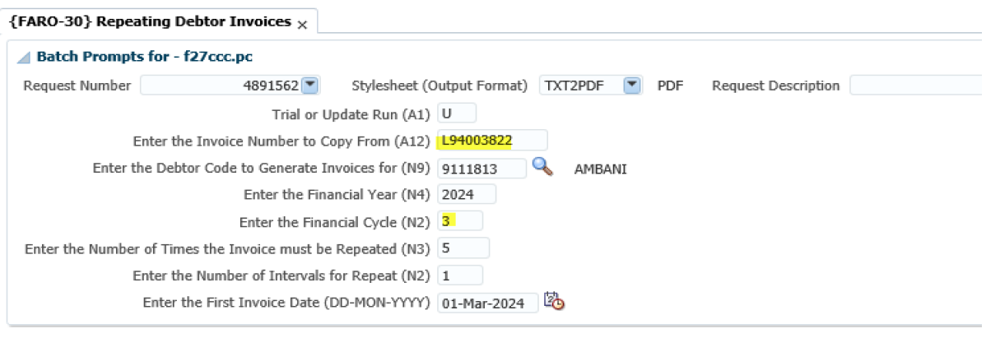 {FARO-30} Repeating Debtor Invoices ×
Batch Prompts for - f27ccc.pc
Request Number 4891562 Stylesheet (Output Format) TXT2PDF PDF Request Description
Trial or Update Run (A1) U
Enter the Invoice Number to Copy From (A12) L94003822
Enter the Debtor Code to Generate Invoices for (N9) 9111813 AMBANI
Enter the Financial Year (N4) 2024
Enter the Financial Cycle (N2) 3
Enter the Number of Times the Invoice must be Repeated (N3) 5
Enter the Number of Intervals for Repeat (N2) 1
Enter the First Invoice Date (DD-MON-YYYY) 01-Mar-2024